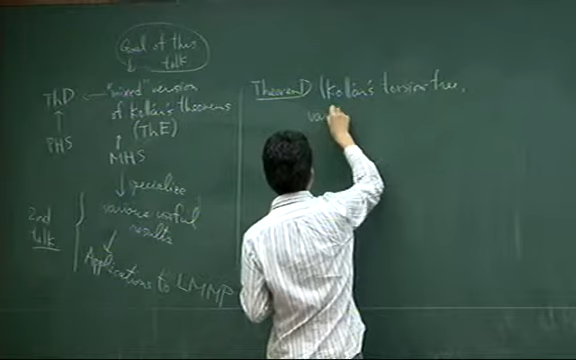 Goal of this
talk
ThD ← "mixed" version
of Kollár's theorems
(ThE)
PHS
MHS
specialize
various useful
results
2nd
talk
Applications to LMMP
Theorem D (Kollár's torsion-free,
va